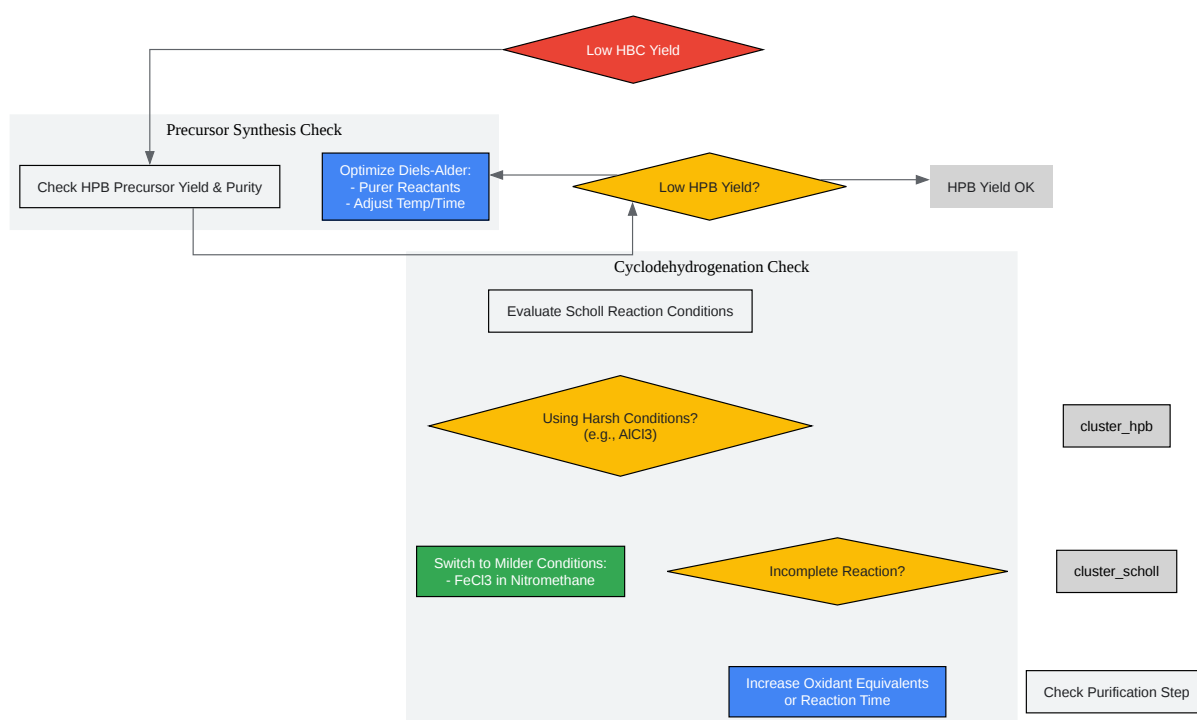 Low HBC Yield
Precursor Synthesis Check
Check HPB Precursor Yield & Purity
Optimize Diels-Alder:
- Purer Reactants
- Adjust Temp/Time
Low HPB Yield?
HPB Yield OK
Cyclodehydrogenation Check
Evaluate Scholl Reaction Conditions
Using Harsh Conditions?
(e.g., AlCl3)
cluster_hpb
Switch to Milder Conditions:
- FeCl3 in Nitromethane
Incomplete Reaction?
cluster_scholl
Increase Oxidant Equivalents
or Reaction Time
Check Purification Step